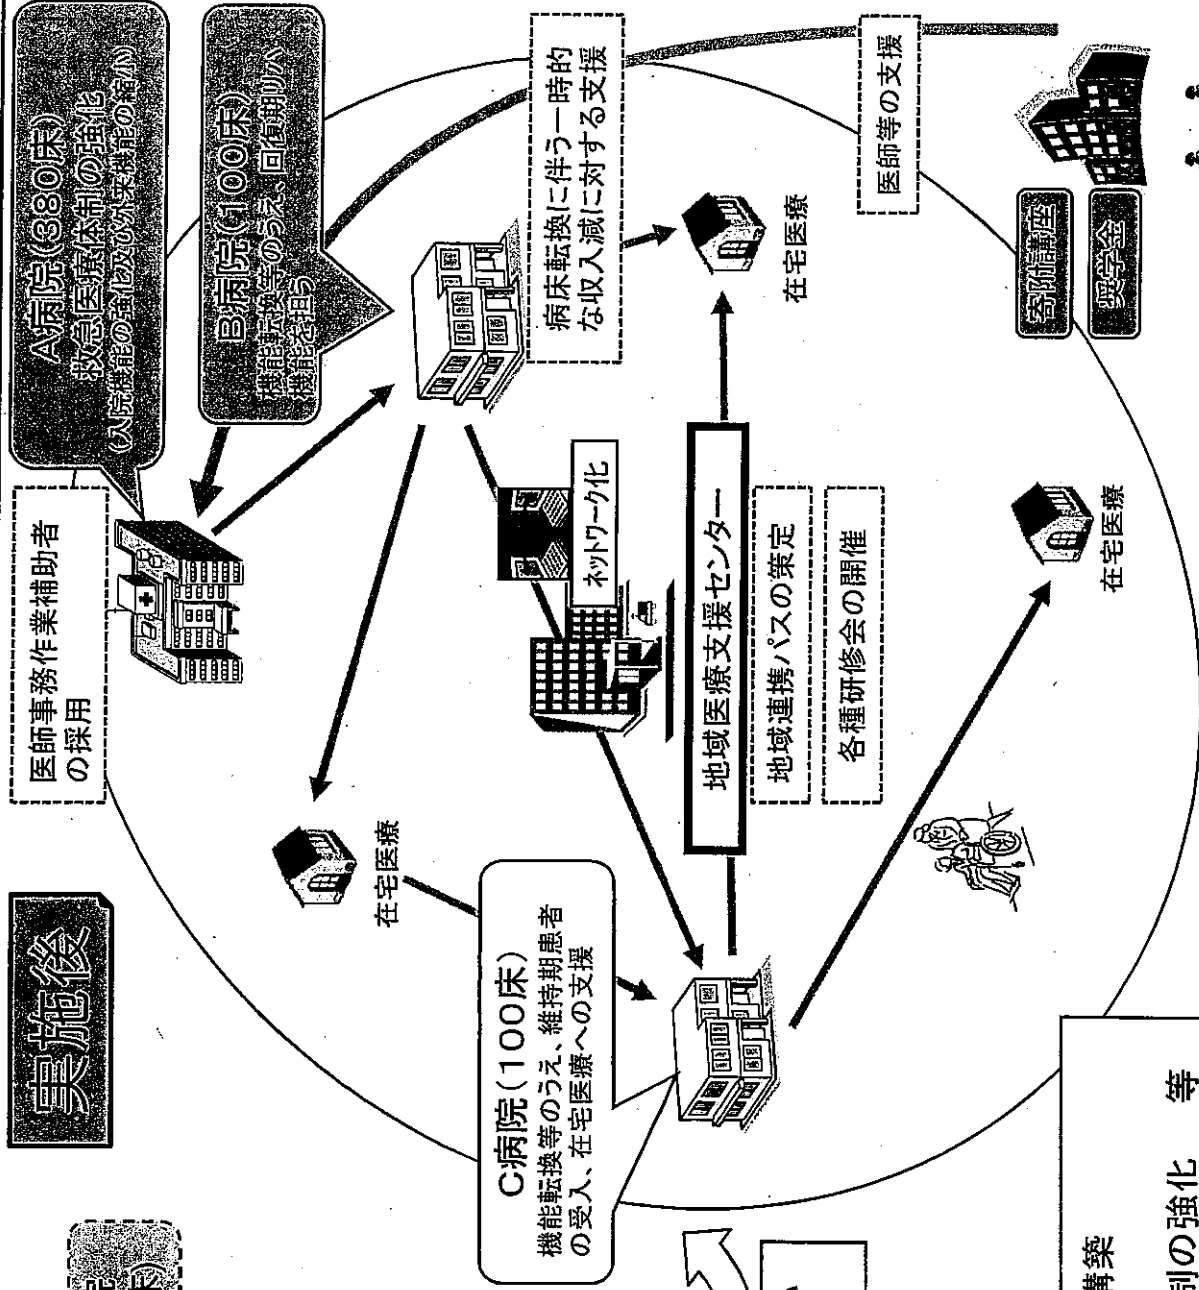 実施後
医師事務作業補助者
の採用
A病院(380床)
救急医療(体制)の強化
(入院機能の強化及び外来機能の縮小)
B病院(100床)
機能転換等のうえ、回復期リハ
機能を担う
病床転換に伴う一時的
な収入減に対する支援
医師等の支援
寄附講座
奨学金
在宅医療
C病院(100床)
機能転換等のうえ、維持期患者
の受入、在宅医療への支援
ネットワーク化
地域医療支援センター
地域連携パスの策定
各種研修会の開催
在宅医療
在宅医療
院
床)
構築
制の強化 等